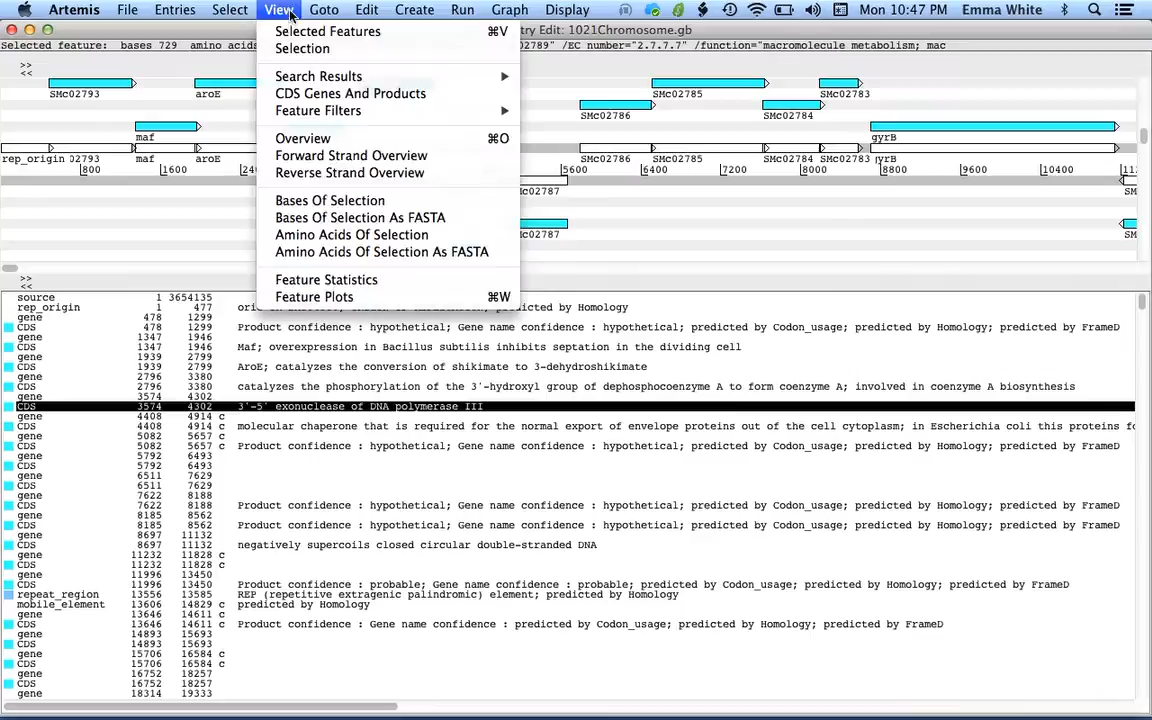 Artemis File Entries Select View Goto Edit Create Run Graph Display Mon 10:47 PM Emma White
try Edit: 1021Chromosome.gb
Selected feature: bases 729 amino acids 02789" /EC number="2.7.7.7" /function="macromolecule metabolism; mac
Selected Features ⌘V
Selection
Search Results
CDS Genes And Products
Feature Filters
Overview ⌘O
Forward Strand Overview
Reverse Strand Overview
Bases Of Selection
Bases Of Selection As FASTA
Amino Acids Of Selection
Amino Acids Of Selection As FASTA
Feature Statistics
Feature Plots ⌘W
>>
<<
SMc02793 aroE SMc02785 SMc02783
SMc02786 SMc02784
maf gyrB
rep_origin 02793 maf aroE SMc02786 SMc02785 SMc02784 SMc02783 gyrB
800 1600 5600 6400 7200 8000 8800 10400
Mc02787 SM
Mc02787 SM
>>
<<
source 1 3654135
rep_origin 1 477
gene 478 1299
CDS 478 1299 Product confidence : hypothetical; Gene name confidence : hypothetical; predicted by Codon_usage; predicted by Homology; predicted by FrameD
gene 1347 1946
CDS 1347 1946 Maf; overexpression in Bacillus subtilis inhibits septation in the dividing cell
gene 1939 2799
CDS 1939 2799 AroE; catalyzes the conversion of shikimate to 3-dehydroshikimate
gene 2796 3380
CDS 2796 3380 catalyzes the phosphorylation of the 3'-hydroxyl group of dephosphocoenzyme A to form coenzyme A; involved in coenzyme A biosynthesis
gene 3574 4302
CDS 3574 4302 3'-5' exonuclease of DNA polymerase III
gene 4408 4914 c
CDS 4408 4914 c molecular chaperone that is required for the normal export of envelope proteins out of the cell cytoplasm; in Escherichia coli this proteins fo
gene 5082 5657 c
CDS 5082 5657 c Product confidence : hypothetical; Gene name confidence : hypothetical; predicted by Codon_usage; predicted by Homology; predicted by FrameD
gene 5792 6493
CDS 5792 6493
gene 6511 7629
CDS 6511 7629
gene 7622 8188
CDS 7622 8188 Product confidence : hypothetical; Gene name confidence : hypothetical; predicted by Codon_usage; predicted by Homology; predicted by FrameD
gene 8185 8562
CDS 8185 8562 Product confidence : hypothetical; Gene name confidence : hypothetical; predicted by Codon_usage; predicted by Homology; predicted by FrameD
gene 8697 11132
CDS 8697 11132 negatively supercoils closed circular double-stranded DNA
gene 11232 11828 c
CDS 11232 11828 c
gene 11996 13450
CDS 11996 13450 Product confidence : probable; Gene name confidence : probable; predicted by Codon_usage; predicted by Homology; predicted by FrameD
repeat_region 13556 13585 REP (repetitive extragenic palindromic) element; predicted by Homology
mobile_element 13606 14829 c predicted by Homology
gene 13646 14611 c
CDS 13646 14611 c Product confidence : Gene name confidence : predicted by Codon_usage; predicted by Homology; predicted by FrameD
gene 14893 15693
CDS 14893 15693
gene 15706 16584 c
CDS 15706 16584 c
gene 16752 18257
CDS 16752 18257
gene 18314 19333